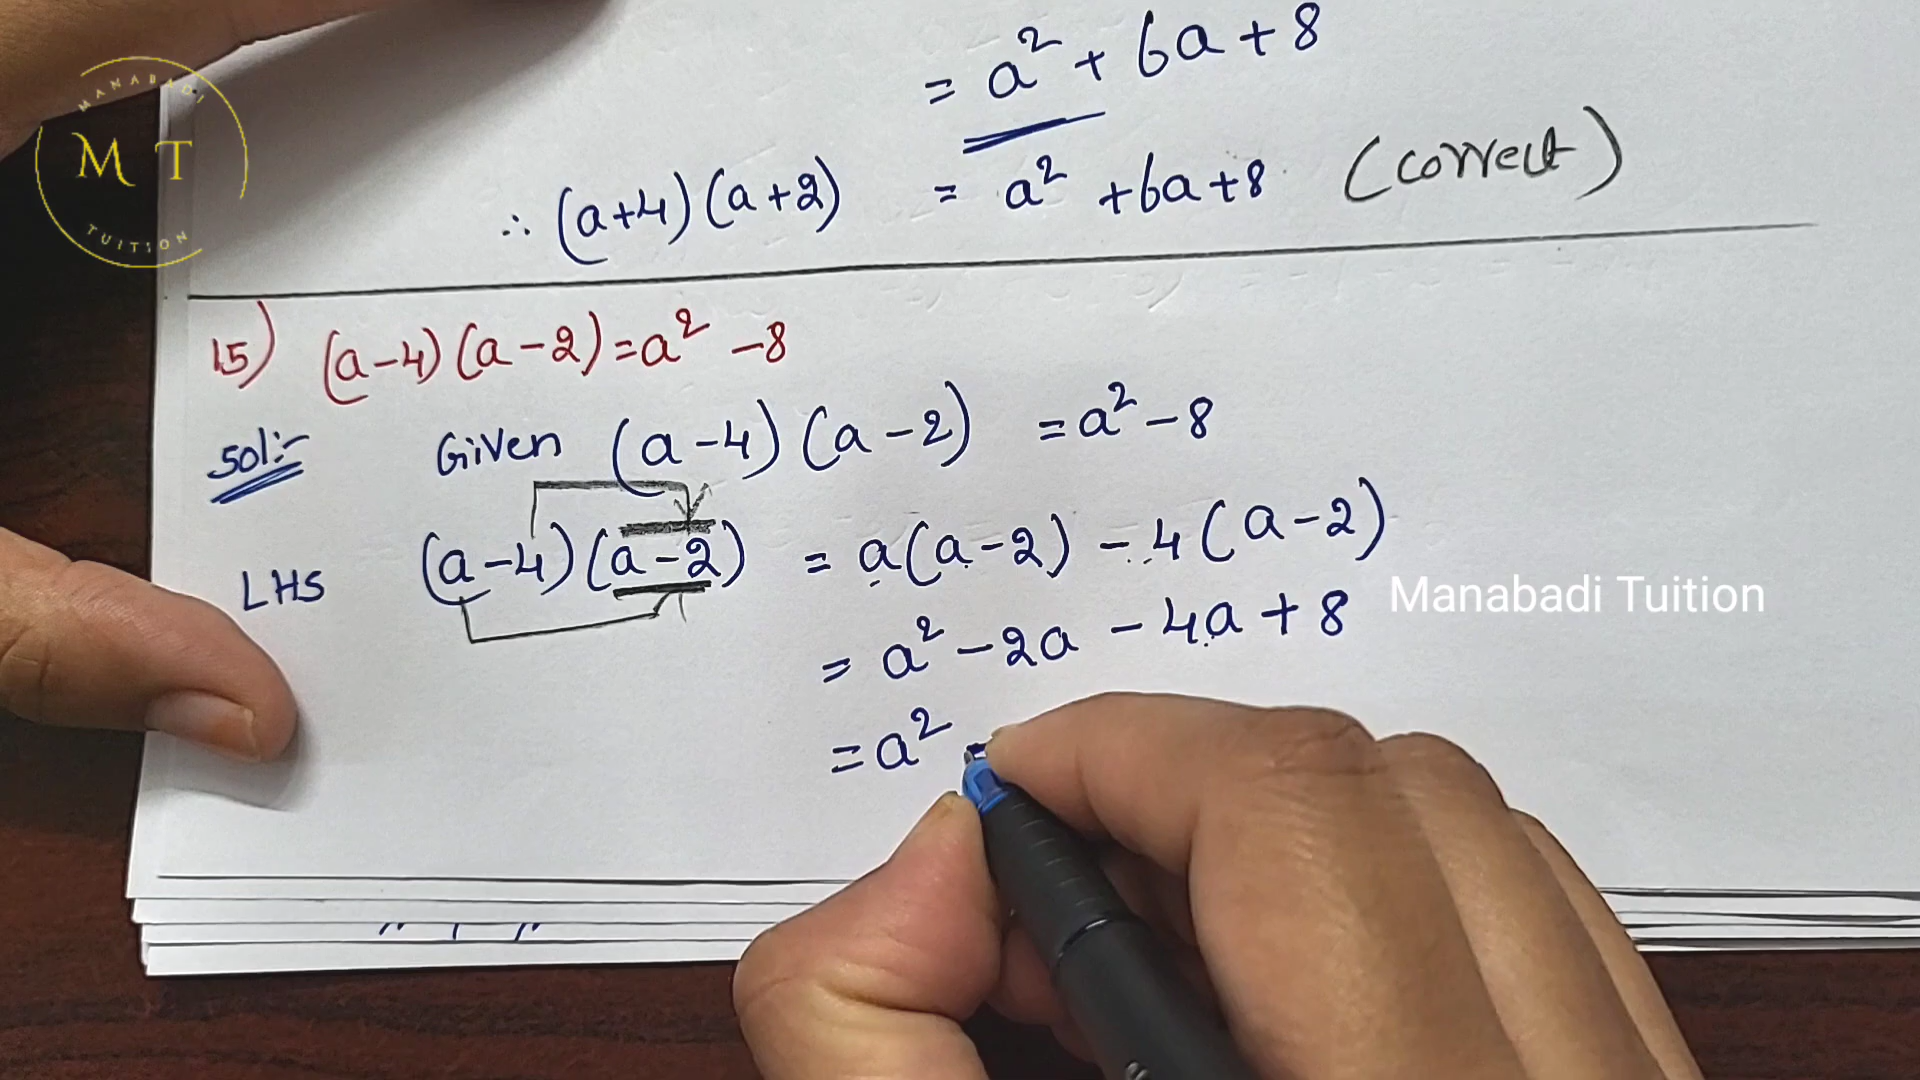 = a² + 6a + 8
∴ (a+4)(a+2) = a² + 6a + 8 (correct)
MANABADI
MT
TUITION
15) (a-4)(a-2)=a² -8
Sol:- Given (a-4)(a-2) = a² - 8
LHS (a-4)(a-2) = a(a-2) - 4(a-2)
Manabadi Tuition
= a² - 2a - 4a + 8
= a² -